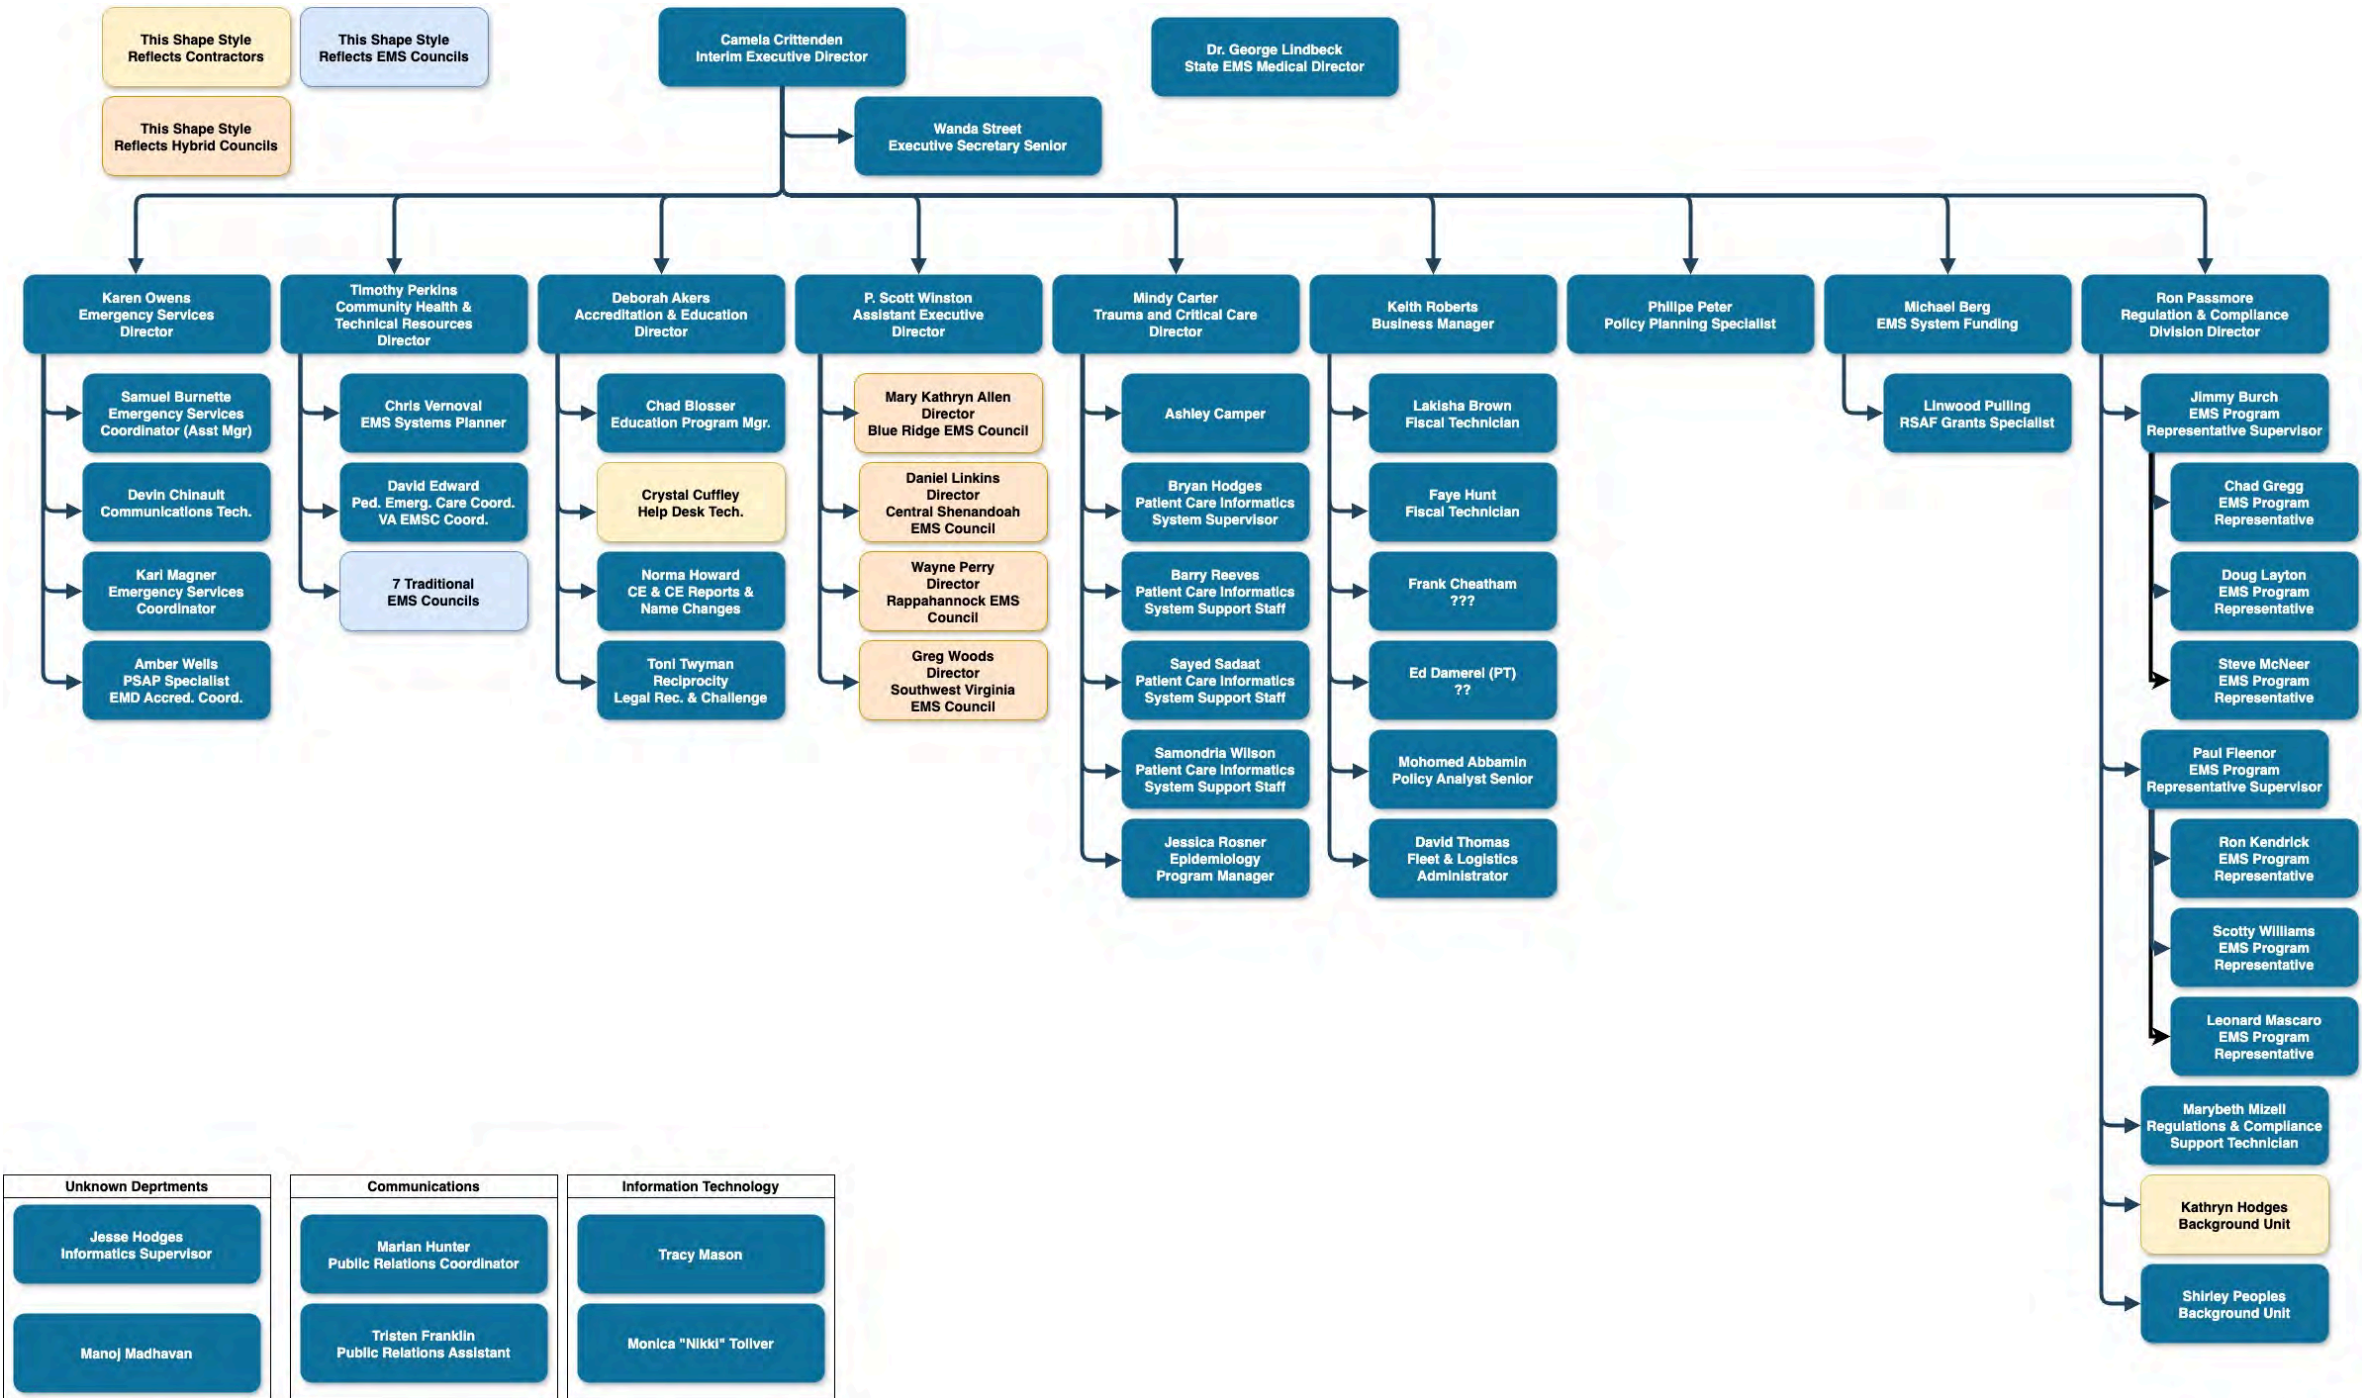 This Shape Style
Reflects Contractors
This Shape Style
Reflects EMS Councils
Camela Crittenden
Interim Executive Director
Dr. George Lindbeck
State EMS Medical Director
This Shape Style
Reflects Hybrid Councils
Wanda Street
Executive Secretary Senior
Karen Owens
Emergency Services
Director
Timothy Perkins
Community Health &
Technical Resources
Director
Deborah Akers
Accreditation & Education
Director
P. Scott Winston
Assistant Executive
Director
Mindy Carter
Trauma and Critical Care
Director
Keith Roberts
Business Manager
Philipe Peter
Policy Planning Specialist
Michael Berg
EMS System Funding
Ron Passmore
Regulation & Compliance
Division Director
Samuel Burnette
Emergency Services
Coordinator (Asst Mgr)
Devin Chinault
Communications Tech.
Kari Magner
Emergency Services
Coordinator
Amber Wells
PSAP Specialist
EMD Accred. Coord.
Chris Vernoval
EMS Systems Planner
David Edward
Ped. Emerg. Care Coord.
VA EMSC Coord.
7 Traditional
EMS Councils
Chad Blosser
Education Program Mgr.
Crystal Cuffley
Help Desk Tech.
Norma Howard
CE & CE Reports &
Name Changes
Toni Twyman
Reciprocity
Legal Rec. & Challenge
Mary Kathryn Allen
Director
Blue Ridge EMS Council
Daniel Linkins
Director
Central Shenandoah
EMS Council
Wayne Perry
Director
Rappahannock EMS
Council
Greg Woods
Director
Southwest Virginia
EMS Council
Ashley Camper
Bryan Hodges
Patient Care Informatics
System Supervisor
Barry Reeves
Patient Care Informatics
System Support Staff
Sayed Sadaat
Patient Care Informatics
System Support Staff
Samondria Wilson
Patient Care Informatics
System Support Staff
Jessica Rosner
Epidemiology
Program Manager
Lakisha Brown
Fiscal Technician
Faye Hunt
Fiscal Technician
Frank Cheatham
???
Ed Damerel (PT)
??
Mohomed Abbamin
Policy Analyst Senior
David Thomas
Fleet & Logistics
Administrator
Linwood Pulling
RSAF Grants Specialist
Jimmy Burch
EMS Program
Representative Supervisor
Chad Gregg
EMS Program
Representative
Doug Layton
EMS Program
Representative
Steve McNeer
EMS Program
Representative
Paul Fleenor
EMS Program
Representative Supervisor
Ron Kendrick
EMS Program
Representative
Scotty Williams
EMS Program
Representative
Leonard Mascaro
EMS Program
Representative
Marybeth Mizell
Regulations & Compliance
Support Technician
Kathryn Hodges
Background Unit
Shirley Peoples
Background Unit
Unknown Deprtments
Jesse Hodges
Informatics Supervisor
Manoj Madhavan
Communications
Marian Hunter
Public Relations Coordinator
Tristen Franklin
Public Relations Assistant
Information Technology
Tracy Mason
Monica "Nikki" Toliver